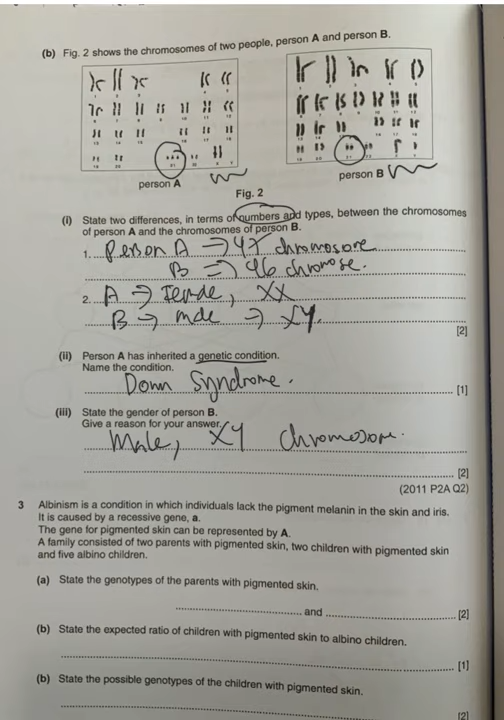 (b) Fig. 2 shows the chromosomes of two people, person A and person B.
person A
person B
Fig. 2
(i) State two differences, in terms of numbers and types, between the chromosomes
of person A and the chromosomes of person B.
1. Person A → 47 chromosome
B → 46 chromose.
2. A → female, XX
B → male → XY.
[2]
(ii) Person A has inherited a genetic condition.
Name the condition.
Down Syndrome. [1]
(iii) State the gender of person B.
Give a reason for your answer.
Male, XY chromosome.
[2]
(2011 P2A Q2)
3 Albinism is a condition in which individuals lack the pigment melanin in the skin and iris.
It is caused by a recessive gene, a.
The gene for pigmented skin can be represented by A.
A family consisted of two parents with pigmented skin, two children with pigmented skin
and five albino children.
(a) State the genotypes of the parents with pigmented skin.
and [2]
(b) State the expected ratio of children with pigmented skin to albino children.
[1]
(b) State the possible genotypes of the children with pigmented skin.
[2]